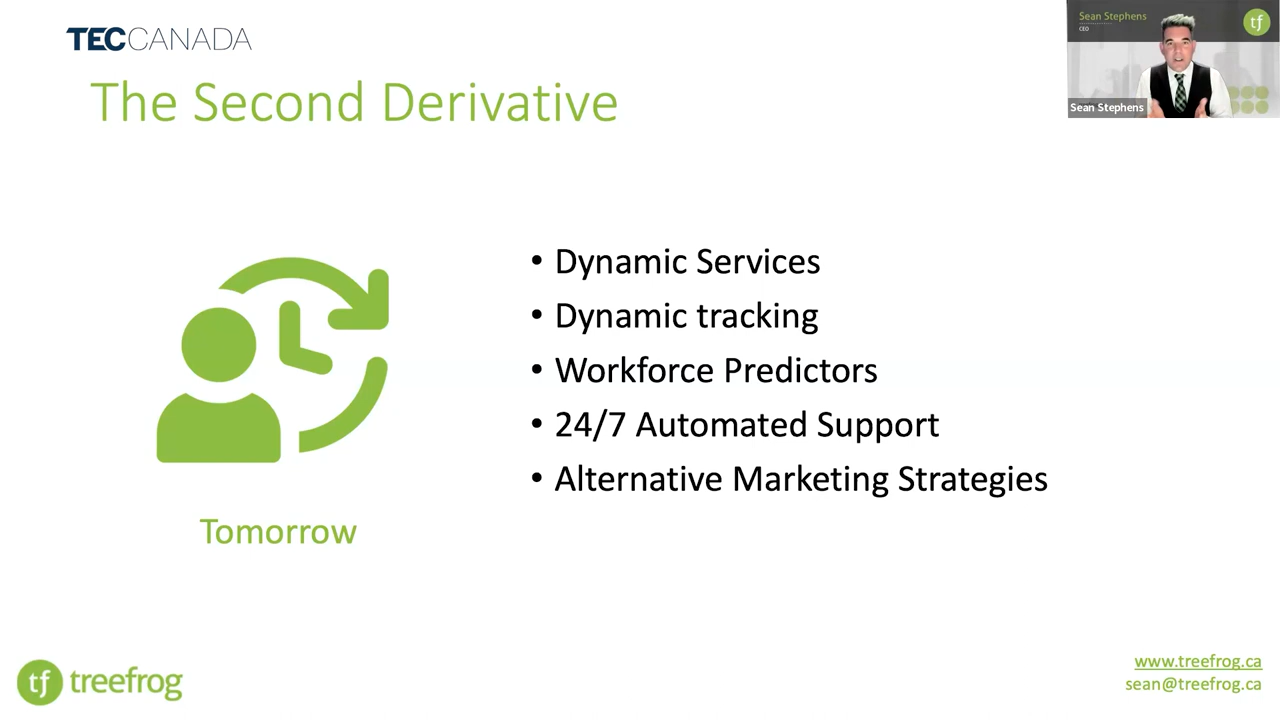 TECCANADA
Sean Stephens
CEO
tf
Sean Stephens
The Second Derivative
• Dynamic Services
• Dynamic tracking
• Workforce Predictors
• 24/7 Automated Support
• Alternative Marketing Strategies
Tomorrow
tf treefrog
www.treefrog.ca
sean@treefrog.ca